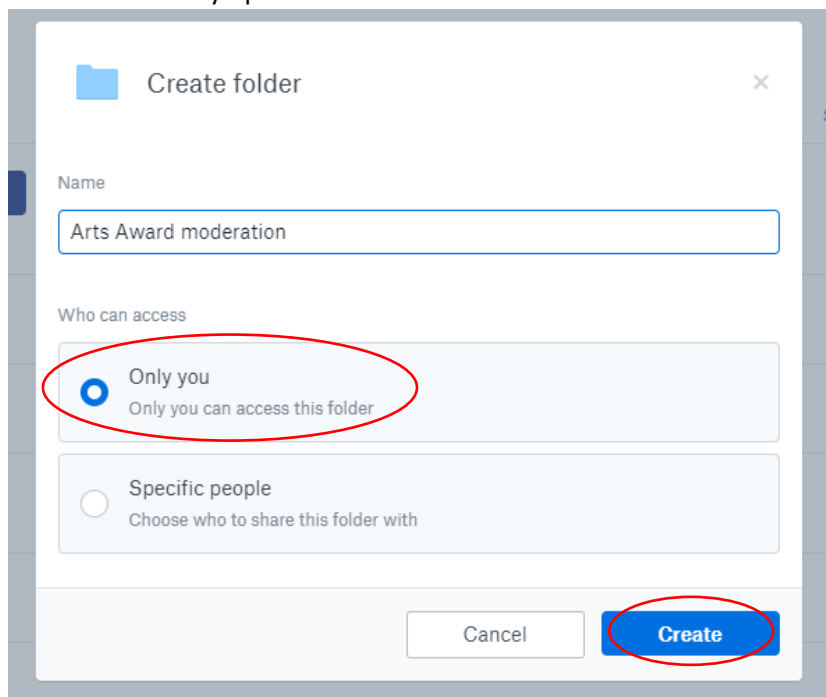 Create folder
Name
Arts Award moderation
Who can access
Only you
Only you can access this folder
Specific people
Choose who to share this folder with
Cancel
Create